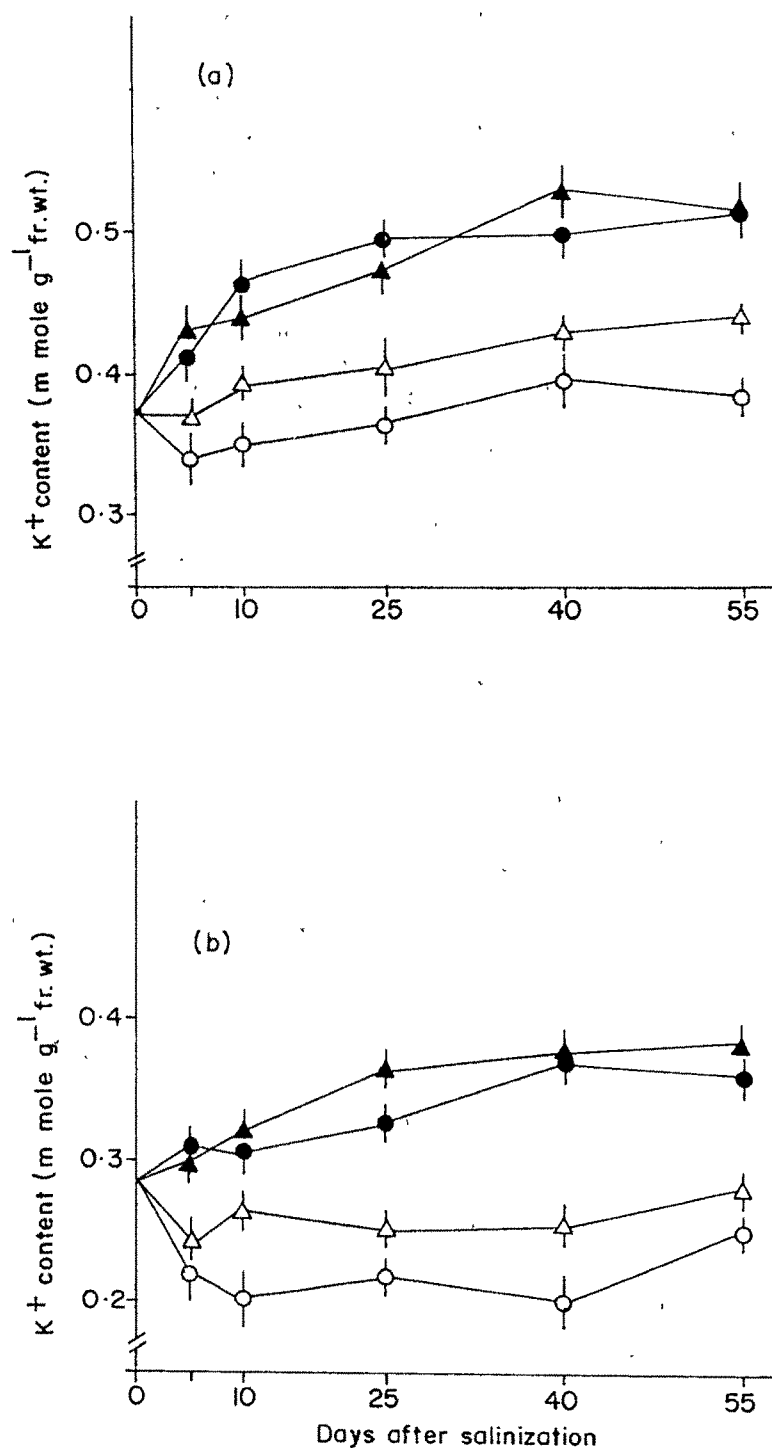 (a)
K+ content (m mole g−1 fr. wt.)
0·5
0·4
0·3
0 10 25 40 55
(b)
K+ content (m mole g−1 fr. wt.)
0·4
0·3
0·2
0 10 25 40 55
Days after salinization